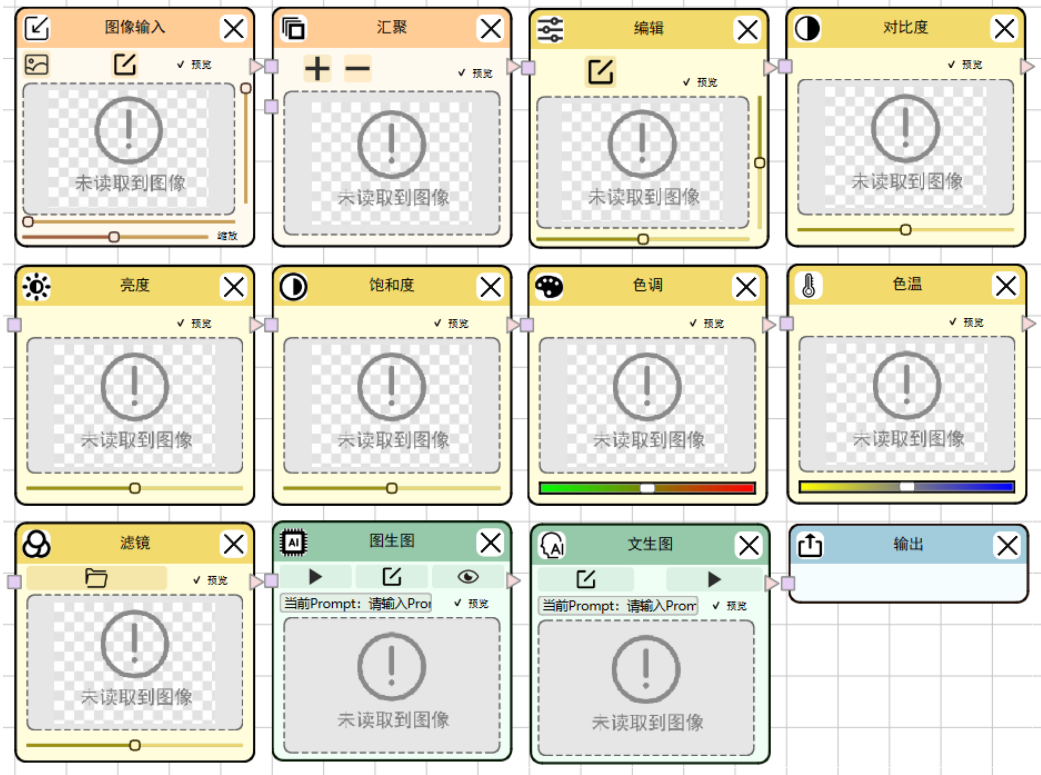 图像输入
预览
未读取到图像
缩放
汇聚
预览
未读取到图像
编辑
预览
未读取到图像
对比度
预览
未读取到图像
亮度
预览
未读取到图像
饱和度
预览
未读取到图像
色调
预览
未读取到图像
色温
预览
未读取到图像
滤镜
预览
未读取到图像
AI
图生图
当前Prompt：请输入Pror
预览
未读取到图像
AI
文生图
当前Prompt：请输入Prom
预览
未读取到图像
输出